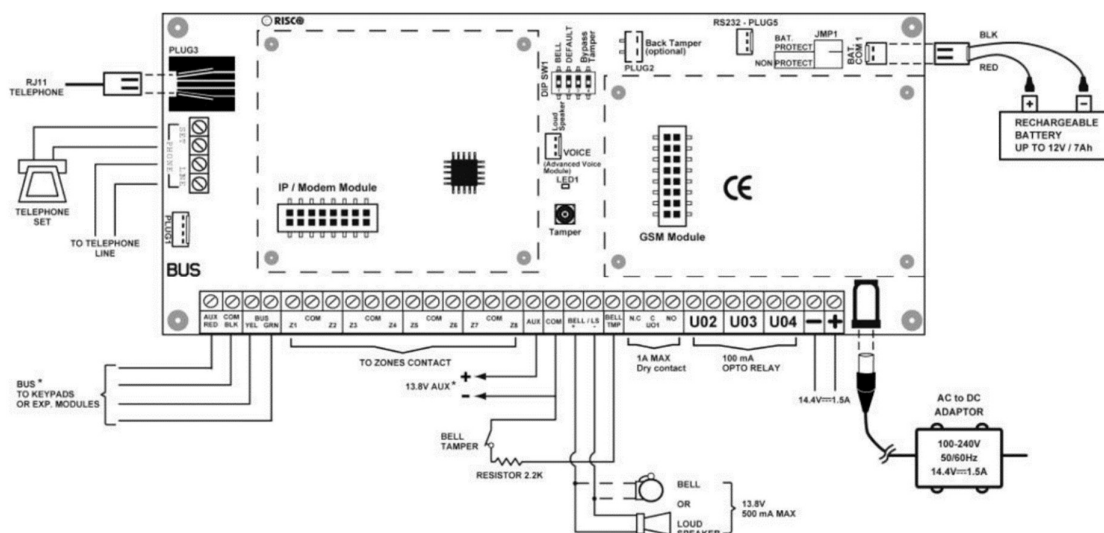 RISCO
PLUG3
RJ11
TELEPHONE
SET
PHONE
LINE
TELEPHONE
SET
TO TELEPHONE
LINE
PLUG1
BUS
IP / Modem Module
DIP SW1
BELL
DEFAULT
Bypass
Tamper
Loud
Speaker
VOICE
(Advanced Voice
Module)
LED1
Tamper
PLUG2
Back Tamper
(optional)
RS232 - PLUG5
BAT.
PROTECT
NON PROTECT
JMP1
BAT.
COM 1
BLK
RED
+ −
RECHARGEABLE
BATTERY
UP TO 12V / 7Ah
GSM Module
CE
AUX
RED
COM
BLK
BUS
YEL GRN
COM
Z1 Z2
COM
Z3 Z4
COM
Z5 Z6
COM
Z7 Z8
AUX
COM
BELL / LS
+ -
BELL
TMP
N.C C NO
UO1
U02 U03 U04 − +
BUS *
TO KEYPADS
OR EXP. MODULES
TO ZONES CONTACT
+
13.8V AUX *
−
1A MAX
Dry contact
100 mA
OPTO RELAY
14.4V⎓1.5A
BELL
TAMPER
RESISTOR 2.2K
BELL
OR
LOUD
SPEAKER
13.8V
500 mA MAX
AC to DC
ADAPTOR
100-240V
50/60Hz
14.4V⎓1.5A